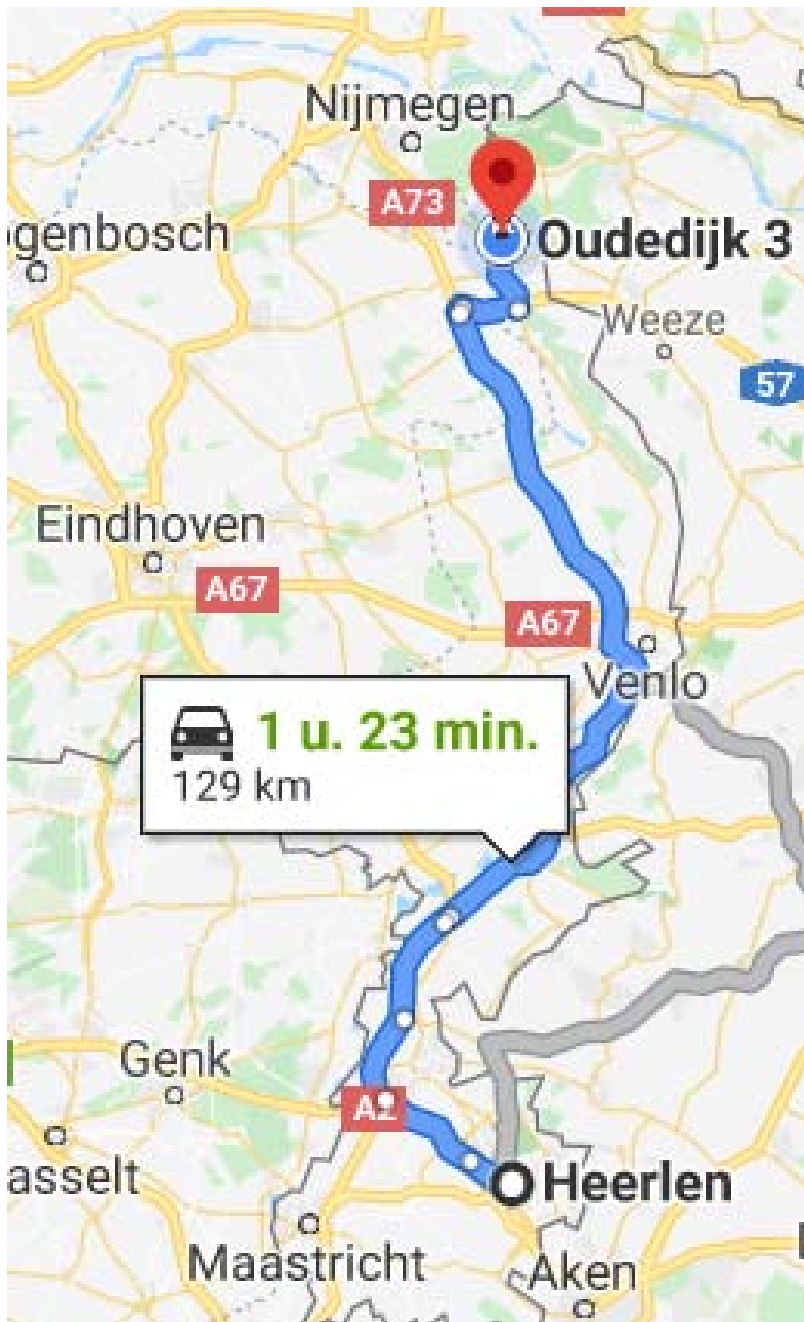 Nijmegen
A73
ogenbosch
Oudedijk 3
Weeze
57
Eindhoven
A67
A67
Venlo
1 u. 23 min.
129 km
Genk
A2
asselt
Heerlen
Maastricht
Aken